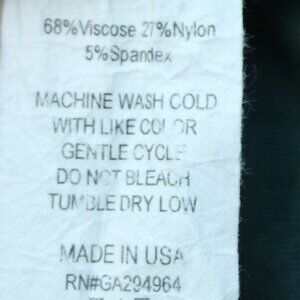 68%Viscose 27%Nylon
5%Spandex
MACHINE WASH COLD
WITH LIKE COLOR
GENTLE CYCLE
DO NOT BLEACH
TUMBLE DRY LOW
MADE IN USA
RN#GA294964